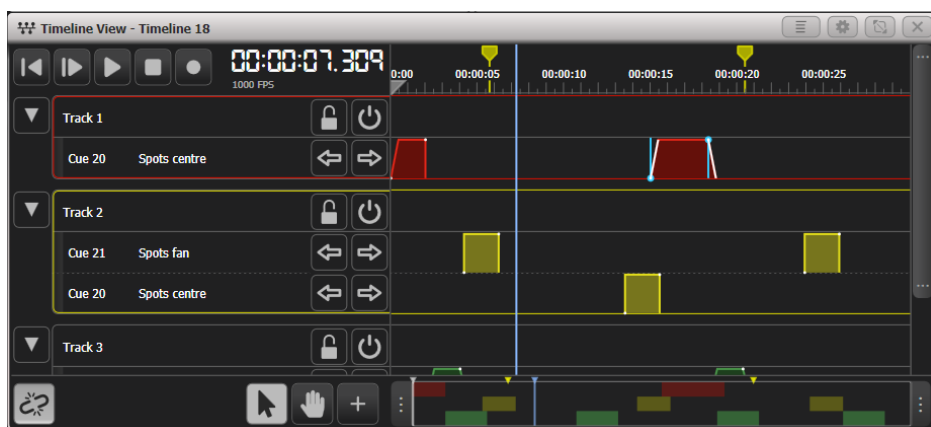 Timeline View - Timeline 18
00:00:07.309
1000 FPS
0:00 00:00:05 00:00:10 00:00:15 00:00:20 00:00:25
Track 1
Cue 20 Spots centre
Track 2
Cue 21 Spots fan
Cue 20 Spots centre
Track 3